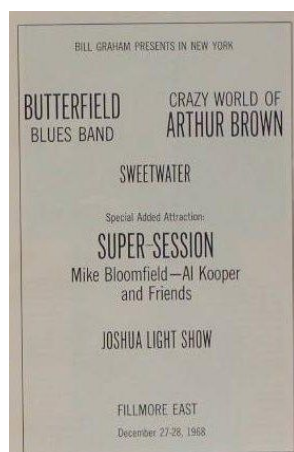 BILL GRAHAM PRESENTS IN NEW YORK
BUTTERFIELD
BLUES BAND
CRAZY WORLD OF
ARTHUR BROWN
SWEETWATER
Special Added Attraction:
SUPER-SESSION
Mike Bloomfield—Al Kooper
and Friends
JOSHUA LIGHT SHOW
FILLMORE EAST
December 27-28, 1968